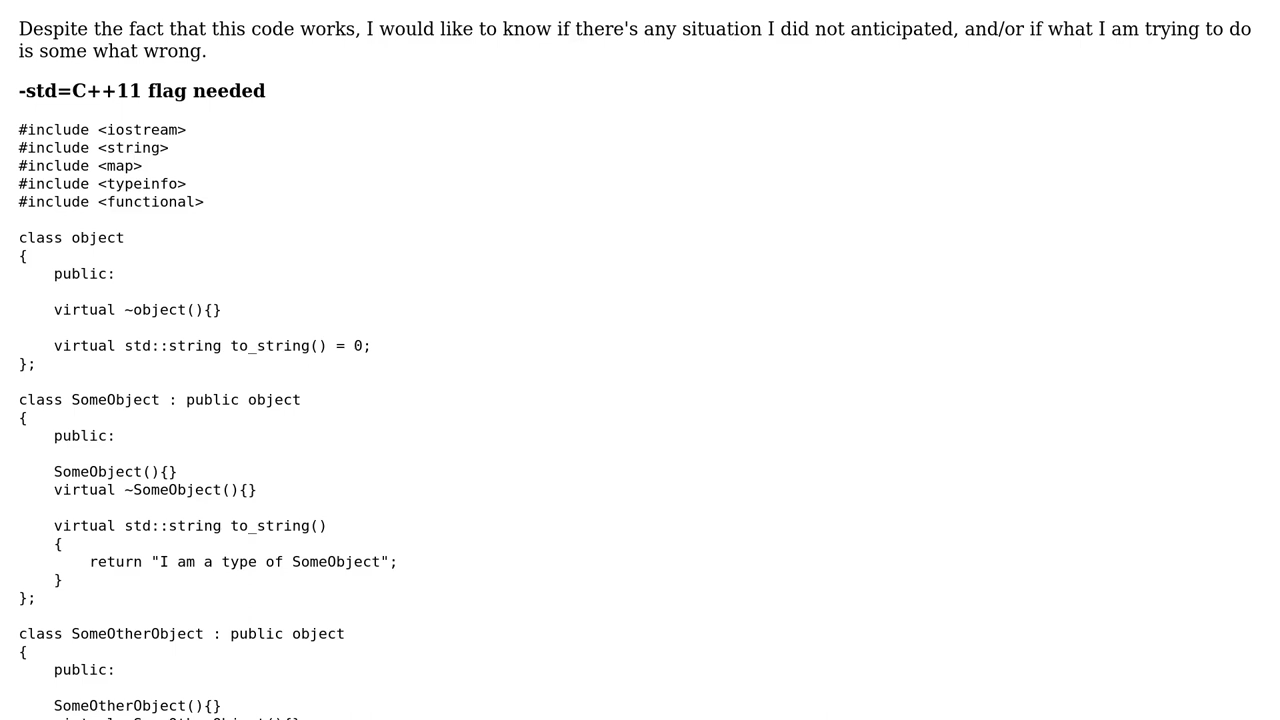 Despite the fact that this code works, I would like to know if there's any situation I did not anticipated, and/or if what I am trying to do
is some what wrong.
-std=C++11 flag needed
#include <iostream>
#include <string>
#include <map>
#include <typeinfo>
#include <functional>
class object
{
    public:
    virtual ~object(){}
    virtual std::string to_string() = 0;
};
class SomeObject : public object
{
    public:
    SomeObject(){}
    virtual ~SomeObject(){}
    virtual std::string to_string()
    {
        return "I am a type of SomeObject";
    }
};
class SomeOtherObject : public object
{
    public:
    SomeOtherObject(){}